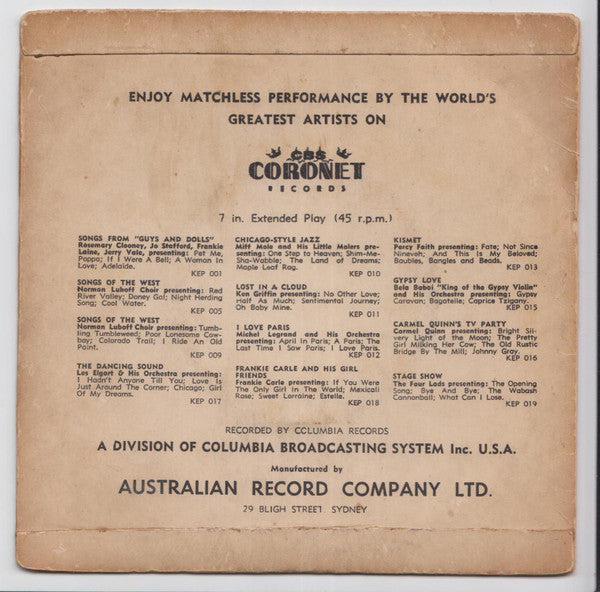 ENJOY MATCHLESS PERFORMANCE BY THE WORLD'S
GREATEST ARTISTS ON
CBS
CORONET
RECORDS
7 in. Extended Play (45 r.p.m.)
SONGS FROM "GUYS AND DOLLS"
Rosemary Clooney, Jo Stafford, Frankie
Laine, Jerry Vale, presenting: Pet Me,
Poppa; If I Were A Bell; A Woman In
Love; Adelaide.
KEP 001
SONGS OF THE WEST
Norman Luboff Choir presenting: Red
River Valley; Doney Gal; Night Herding
Song; Cool Water.
KEP 005
SONGS OF THE WEST
Norman Luboff Choir presenting: Tumb-
ling Tumbleweed; Poor Lonesome Cow-
boy; Colorado Trail; I Ride An Old
Paint.
KEP 009
THE DANCING SOUND
Les Elgart & His Orchestra presenting:
I Hadn't Anyone Till You; Love Is
Just Around The Corner; Chicago; Girl
Of My Dreams.
KEP 017
CHICAGO-STYLE JAZZ
Miff Mole and His Little Molers pre-
senting: One Step to Heaven; Shim-Me-
Sha-Wabble; The Land of Dreams;
Maple Leaf Rag.
KEP 010
LOST IN A CLOUD
Ken Griffin presenting: No Other Love;
Half As Much; Sentimental Journey;
Oh Baby Mine.
KEP 011
I LOVE PARIS
Michel Legrand and His Orchestra
presenting: April In Paris; A Paris; The
Last Time I Saw Paris; I Love Paris.
KEP 012
FRANKIE CARLE AND HIS GIRL
FRIENDS
Frankie Carle presenting: If You Were
The Only Girl In The World; Mexicali
Rose; Sweet Lorraine; Estelle.
KEP 018
KISMET
Percy Faith presenting: Fate; Not Since
Nineveh; And This Is My Beloved;
Baubles, Bangles and Beads.
KEP 013
GYPSY LOVE
Bela Babai "King of the Gypsy Violin"
and His Orchestra presenting: Gypsy
Caravan; Bagatelle; Caprice Tzigany.
KEP 015
CARMEL QUINN'S TV PARTY
Carmel Quinn presenting: Bright Sil-
very Light of the Moon; The Pretty
Girl Milking Her Cow; The Old Rustic
Bridge By The Mill; Johnny Gray.
KEP 016
STAGE SHOW
The Four Lads presenting: The Opening
Song; Bye And Bye; The Wabash
Cannonball; What Can I Lose.
KEP 019
RECORDED BY COLUMBIA RECORDS
A DIVISION OF COLUMBIA BROADCASTING SYSTEM Inc. U.S.A.
Manufactured by
AUSTRALIAN RECORD COMPANY LTD.
29 BLIGH STREET SYDNEY